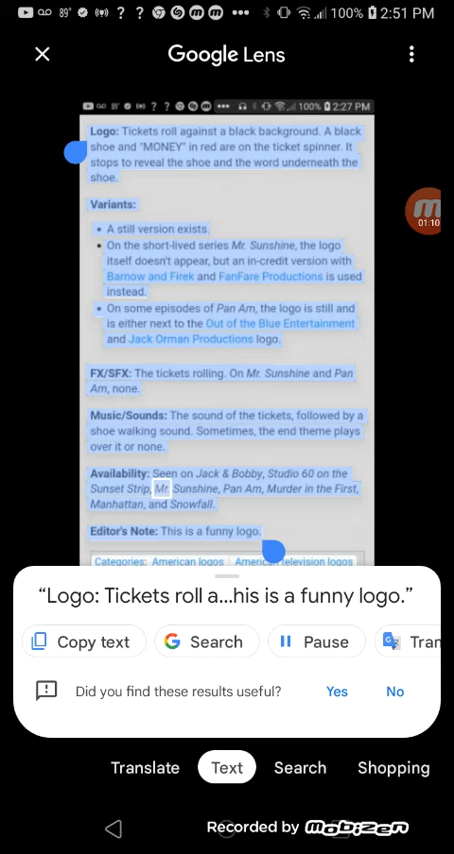 89° ? ? ••• 100% 2:51 PM
Google Lens
••• 100% 2:27 PM
Logo: Tickets roll against a black background. A black
shoe and "MONEY" in red are on the ticket spinner. It
stops to reveal the shoe and the word underneath the
shoe.
Variants:
• A still version exists.
• On the short-lived series Mr. Sunshine, the logo
itself doesn't appear, but an in-credit version with
Barnow and Firek and FanFare Productions is used
instead.
• On some episodes of Pan Am, the logo is still and
is either next to the Out of the Blue Entertainment
and Jack Orman Productions logo.
FX/SFX: The tickets rolling. On Mr. Sunshine and Pan
Am, none.
Music/Sounds: The sound of the tickets, followed by a
shoe walking sound. Sometimes, the end theme plays
over it or none.
Availability: Seen on Jack & Bobby, Studio 60 on the
Sunset Strip, Mr. Sunshine, Pan Am, Murder in the First,
Manhattan, and Snowfall.
Editor's Note: This is a funny logo.
Categories: American logos American television logos
01:10
“Logo: Tickets roll a...his is a funny logo.”
Copy text Search Pause Tran
Did you find these results useful? Yes No
Translate Text Search Shopping
Recorded by Mobizen